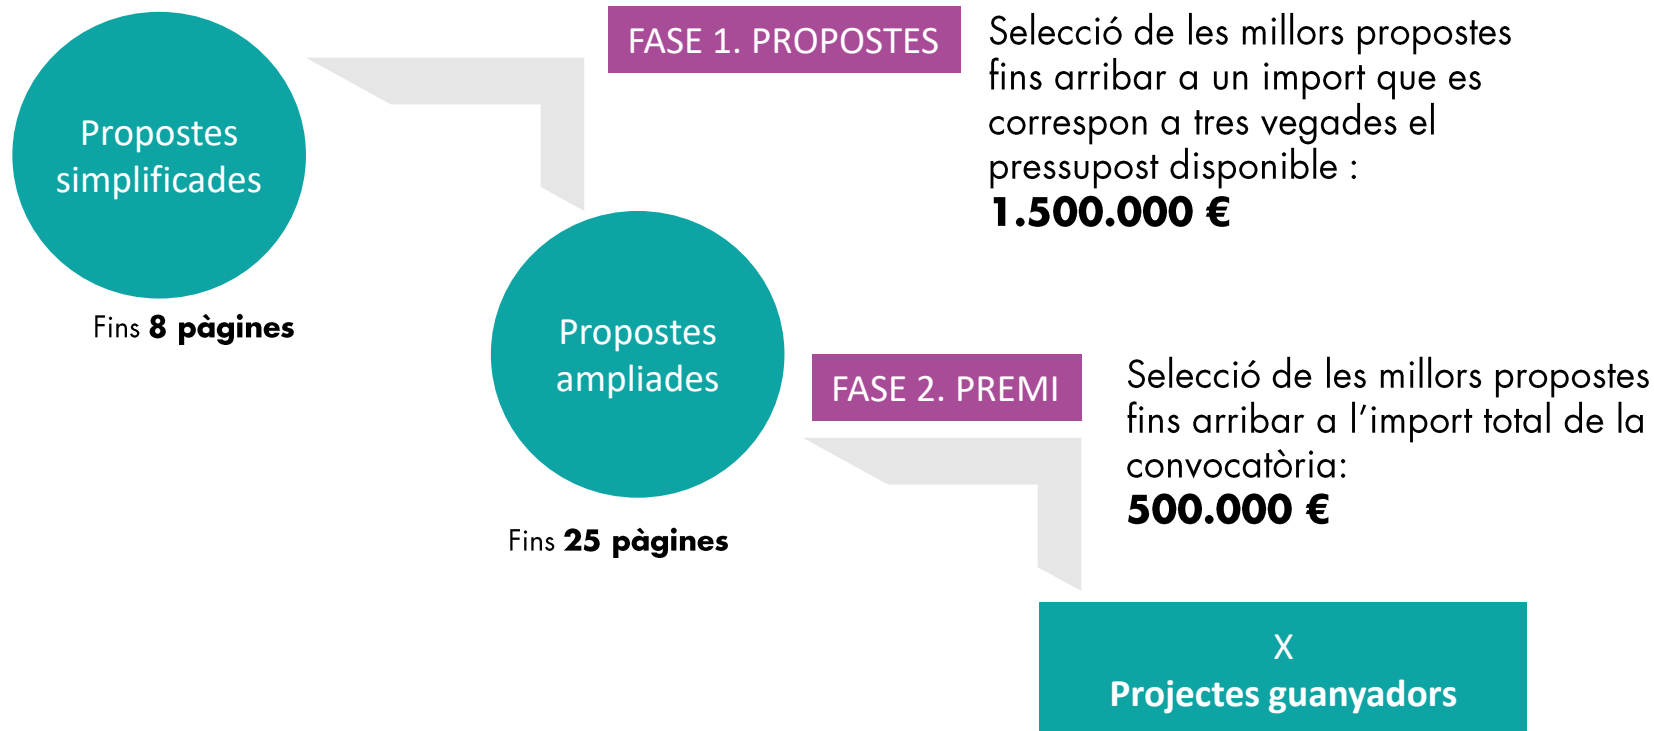 Propostes
simplificades
Fins 8 pàgines
FASE 1. PROPOSTES
Selecció de les millors propostes
fins arribar a un import que es
correspon a tres vegades el
pressupost disponible :
1.500.000 €
Propostes
ampliades
Fins 25 pàgines
FASE 2. PREMI
Selecció de les millors propostes
fins arribar a l’import total de la
convocatòria:
500.000 €
X
Projectes guanyadors